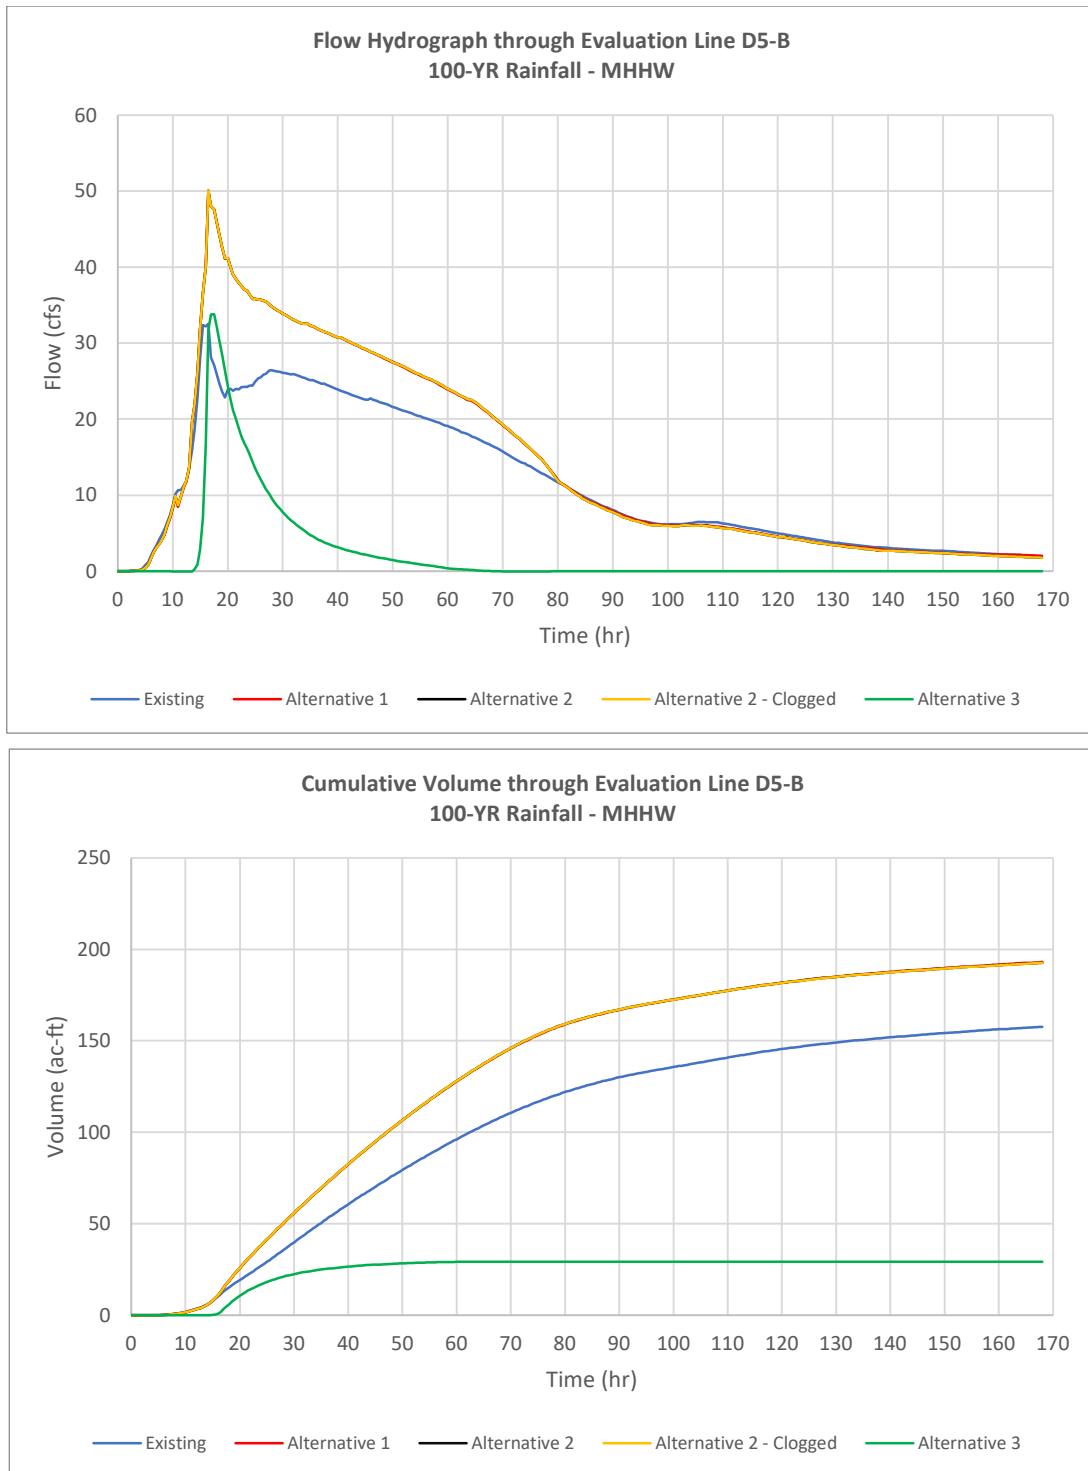 Flow Hydrograph through Evaluation Line D5-B
100-YR Rainfall - MHHW
60
50
40
30
20
10
0
Flow (cfs)
0 10 20 30 40 50 60 70 80 90 100 110 120 130 140 150 160 170
Time (hr)
Existing Alternative 1 Alternative 2 Alternative 2 - Clogged Alternative 3
Cumulative Volume through Evaluation Line D5-B
100-YR Rainfall - MHHW
250
200
150
100
50
0
Volume (ac-ft)
0 10 20 30 40 50 60 70 80 90 100 110 120 130 140 150 160 170
Time (hr)
Existing Alternative 1 Alternative 2 Alternative 2 - Clogged Alternative 3